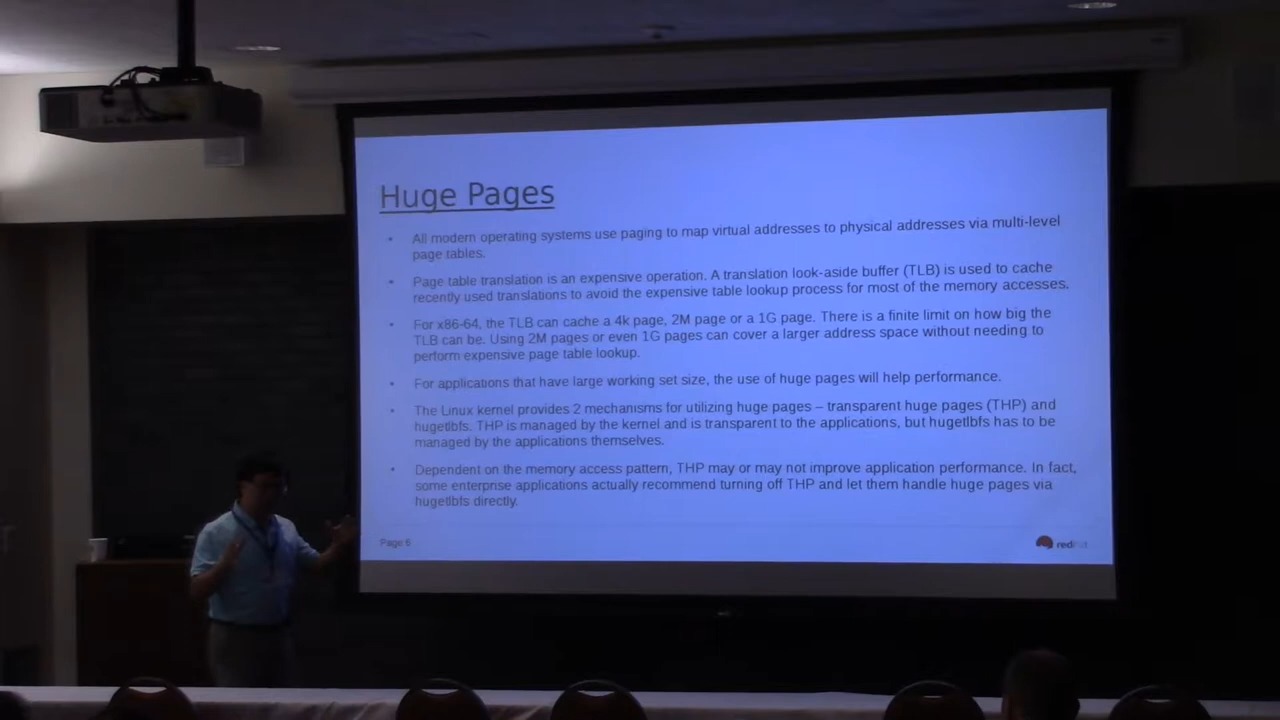 Huge Pages
• All modern operating systems use paging to map virtual addresses to physical addresses via multi-level
page tables.
• Page table translation is an expensive operation. A translation look-aside buffer (TLB) is used to cache
recently used translations to avoid the expensive table lookup process for most of the memory accesses.
• For x86-64, the TLB can cache a 4k page, 2M page or a 1G page. There is a finite limit on how big the
TLB can be. Using 2M pages or even 1G pages can cover a larger address space without needing to
perform expensive page table lookup.
• For applications that have large working set size, the use of huge pages will help performance.
• The Linux kernel provides 2 mechanisms for utilizing huge pages – transparent huge pages (THP) and
hugetlbfs. THP is managed by the kernel and is transparent to the applications, but hugetlbfs has to be
managed by the applications themselves.
• Dependent on the memory access pattern, THP may or may not improve application performance. In fact,
some enterprise applications actually recommend turning off THP and let them handle huge pages via
hugetlbfs directly.
Page 6
redhat